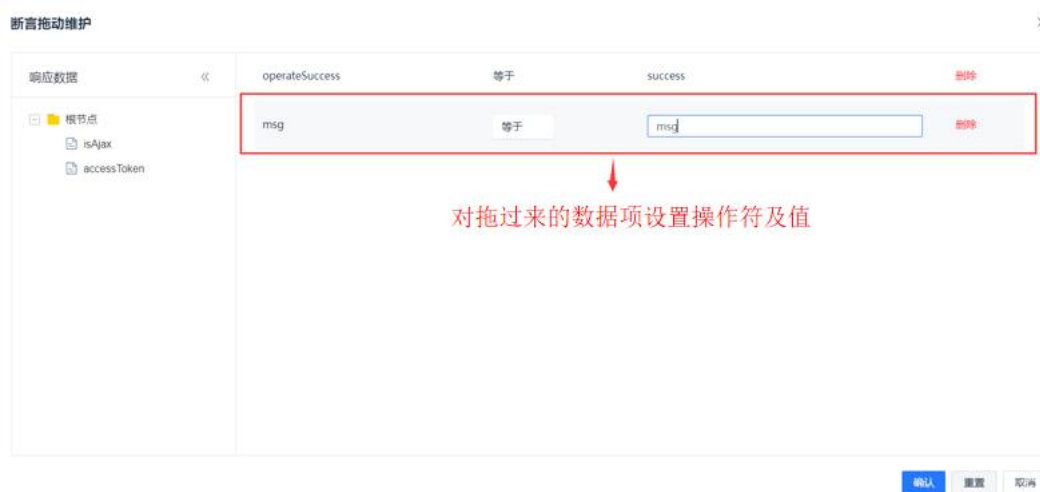 断言拖动维护
响应数据
operateSuccess 等于 success 删除
根节点
msg 等于 msg 删除
isAjax
accessToken
对拖过来的数据项设置操作符及值
确认 重置 取消